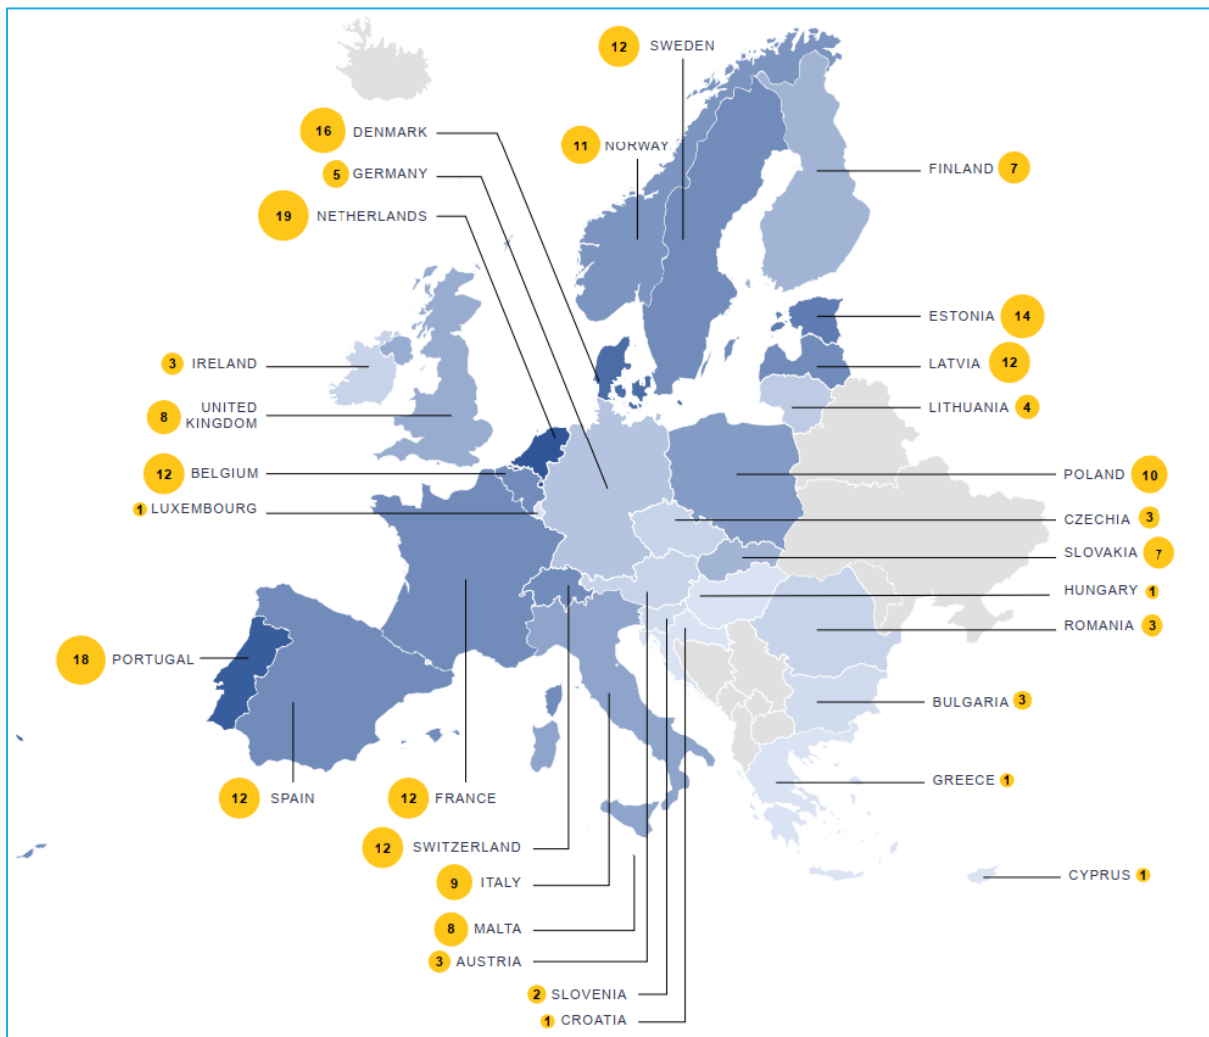 12 SWEDEN
16 DENMARK
11 NORWAY
5 GERMANY
FINLAND 7
19 NETHERLANDS
ESTONIA 14
3 IRELAND
LATVIA 12
8 UNITED
KINGDOM
LITHUANIA 4
12 BELGIUM
POLAND 10
1 LUXEMBOURG
CZECHIA 3
SLOVAKIA 7
HUNGARY 1
ROMANIA 3
18 PORTUGAL
BULGARIA 3
GREECE 1
12 SPAIN
12 FRANCE
12 SWITZERLAND
CYPRUS 1
9 ITALY
8 MALTA
3 AUSTRIA
2 SLOVENIA
1 CROATIA